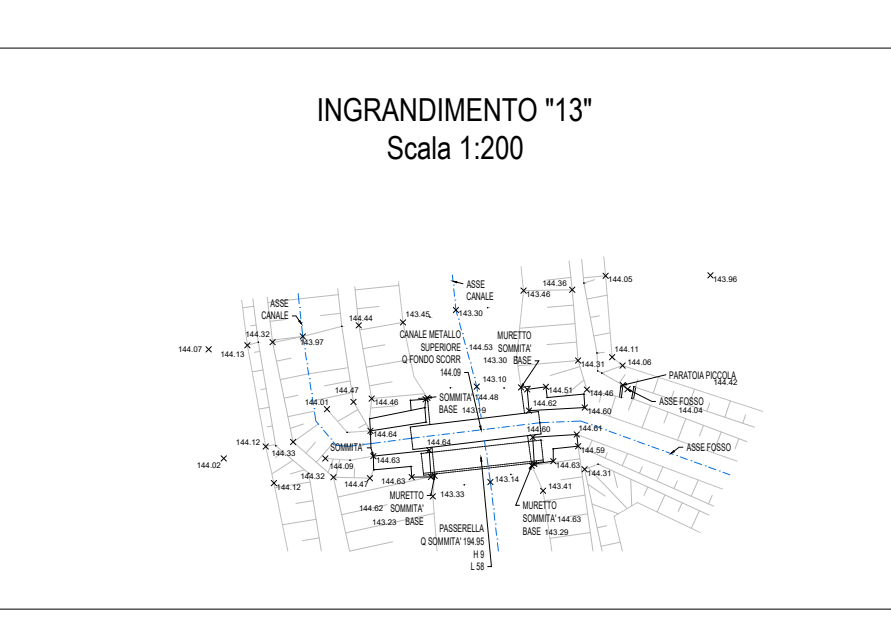 INGRANDIMENTO "13"
Scala 1:200
ASSE
CANALE
ASSE
CANALE
144.36
144.05
143.96
143.46
143.45
143.30
144.44
144.32
143.97
144.07
144.13
CANALE METALLO
SUPERIORE
Q FONDO SCORR
144.09
MURETTO
SOMMITA'
BASE
144.53
143.30
144.11
144.06
144.31
PARATOIA PICCOLA
144.42
143.10
144.51
144.46
144.47
144.46
144.01
SOMMITA'
BASE
144.48
143.19
144.62
144.60
ASSE FOSSO
144.04
144.64
144.60
144.61
144.12
144.33
SOMMITA
144.64
144.59
ASSE FOSSO
144.02
144.09
144.63
144.63
144.31
144.32
144.47
144.63
144.12
143.14
143.41
143.33
MURETTO
SOMMITA'
BASE
144.62
143.23
MURETTO
SOMMITA'
BASE
144.63
143.29
PASSERELLA
Q SOMMITA' 194.95
H 9
L 58